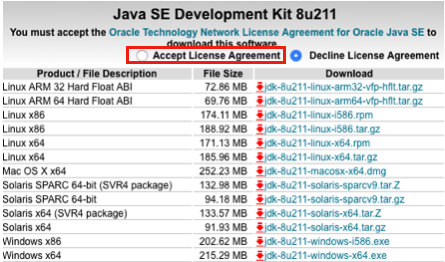 Java SE Development Kit 8u211
You must accept the Oracle Technology Network License Agreement for Oracle Java SE to
download this software.
Accept License Agreement Decline License Agreement
Product / File Description File Size Download
Linux ARM 32 Hard Float ABI 72.86 MB jdk-8u211-linux-arm32-vfp-hflt.tar.gz
Linux ARM 64 Hard Float ABI 69.76 MB jdk-8u211-linux-arm64-vfp-hflt.tar.gz
Linux x86 174.11 MB jdk-8u211-linux-i586.rpm
Linux x86 188.92 MB jdk-8u211-linux-i586.tar.gz
Linux x64 171.13 MB jdk-8u211-linux-x64.rpm
Linux x64 185.96 MB jdk-8u211-linux-x64.tar.gz
Mac OS X x64 252.23 MB jdk-8u211-macosx-x64.dmg
Solaris SPARC 64-bit (SVR4 package) 132.98 MB jdk-8u211-solaris-sparcv9.tar.Z
Solaris SPARC 64-bit 94.18 MB jdk-8u211-solaris-sparcv9.tar.gz
Solaris x64 (SVR4 package) 133.57 MB jdk-8u211-solaris-x64.tar.Z
Solaris x64 91.93 MB jdk-8u211-solaris-x64.tar.gz
Windows x86 202.62 MB jdk-8u211-windows-i586.exe
Windows x64 215.29 MB jdk-8u211-windows-x64.exe